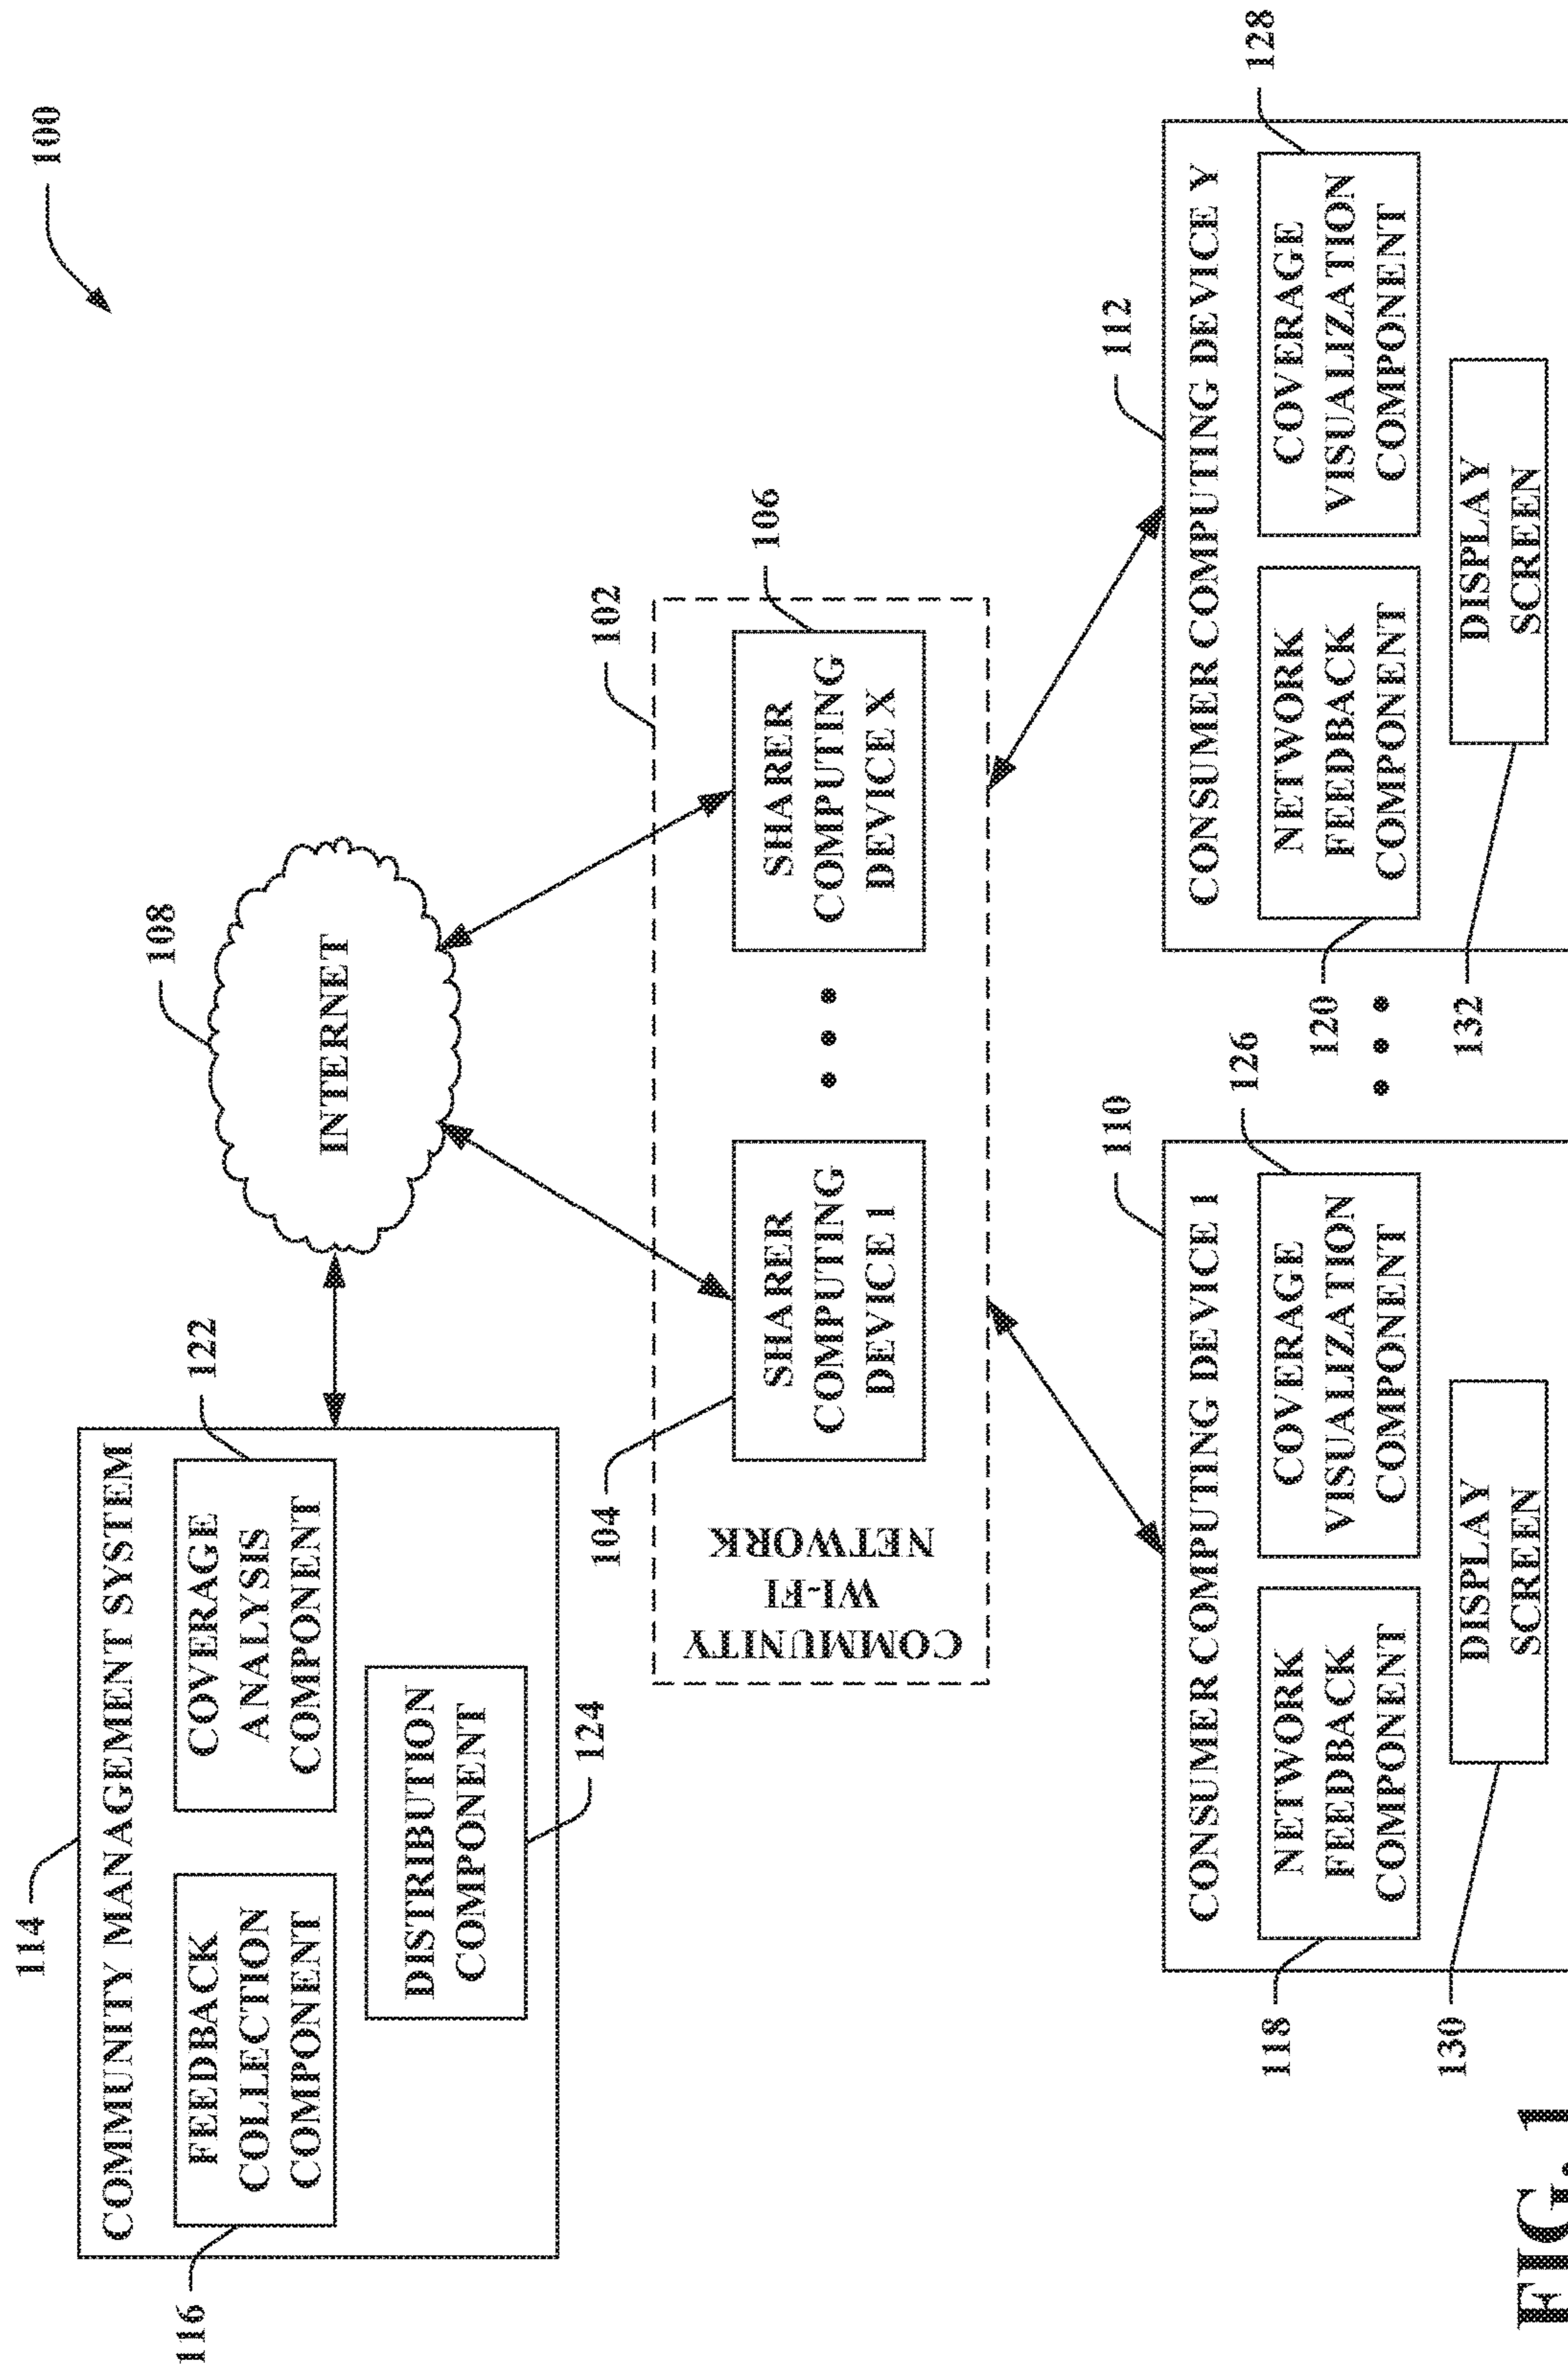 100
114
COMMUNITY MANAGEMENT SYSTEM
FEEDBACK
COLLECTION
COMPONENT
116
COVERAGE
ANALYSIS
COMPONENT
122
DISTRIBUTION
COMPONENT
124
108
INTERNET
102
COMMUNITY
WI-FI
NETWORK
104
SHARER
COMPUTING
DEVICE 1
• • •
106
SHARER
COMPUTING
DEVICE X
110
CONSUMER COMPUTING DEVICE 1
118
NETWORK
FEEDBACK
COMPONENT
126
COVERAGE
VISUALIZATION
COMPONENT
130
DISPLAY
SCREEN
• • •
112
CONSUMER COMPUTING DEVICE Y
120
NETWORK
FEEDBACK
COMPONENT
128
COVERAGE
VISUALIZATION
COMPONENT
132
DISPLAY
SCREEN
FIG. 1